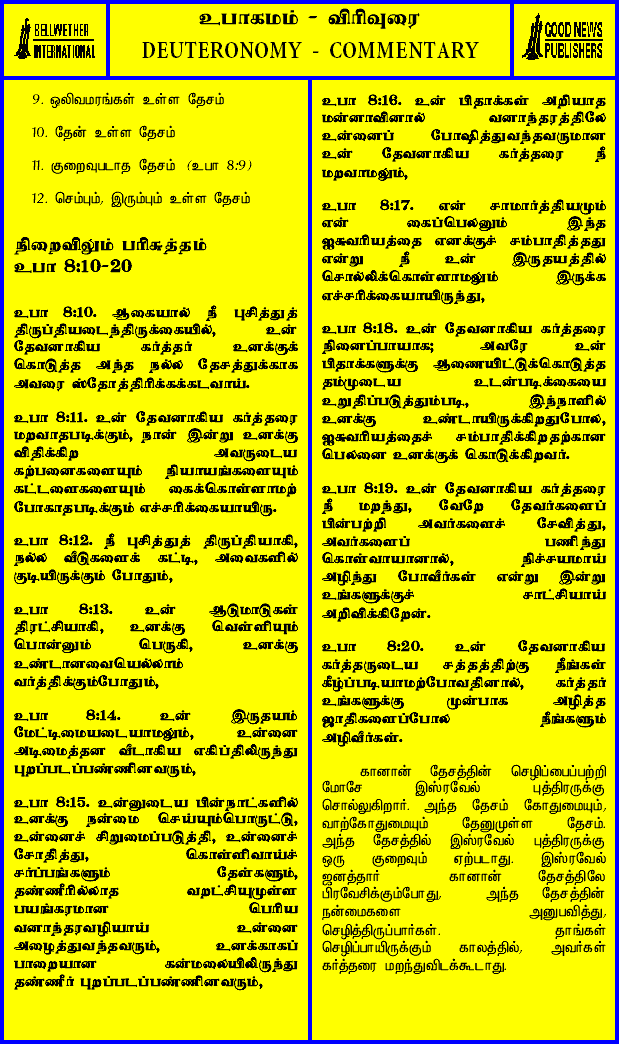 BELLWETHER
INTERNATIONAL
உபாகமம் - விரிவுரை
DEUTERONOMY - COMMENTARY
GOOD NEWS
PUBLISHERS
9. ஒலிவமரங்கள் உள்ள தேசம்
10. தேன் உள்ள தேசம்
11. குறைவுபடாத தேசம் (உபா 8:9)
12. செம்பும், இரும்பும் உள்ள தேசம்
நிறைவிலும் பரிசுத்தம்
உபா 8:10-20
உபா 8:10. ஆகையால் நீ புசித்துத்
திருப்தியடைந்திருக்கையில், உன்
தேவனாகிய கர்த்தர் உனக்குக்
கொடுத்த அந்த நல்ல தேசத்துக்காக
அவரை ஸ்தோத்திரிக்கக்கடவாய்.
உபா 8:11. உன் தேவனாகிய கர்த்தரை
மறவாதபடிக்கும், நான் இன்று உனக்கு
விதிக்கிற அவருடைய
கற்பனைகளையும் நியாயங்களையும்
கட்டளைகளையும் கைக்கொள்ளாமற்
போகாதபடிக்கும் எச்சரிக்கையாயிரு.
உபா 8:12. நீ புசித்துத் திருப்தியாகி,
நல்ல வீடுகளைக் கட்டி, அவைகளில்
குடியிருக்கும் போதும்,
உபா 8:13. உன் ஆடுமாடுகள்
திரட்சியாகி, உனக்கு வெள்ளியும்
பொன்னும் பெருகி, உனக்கு
உண்டானவையெல்லாம்
வர்த்திக்கும்போதும்,
உபா 8:14. உன் இருதயம்
மேட்டிமையடையாமலும், உன்னை
அடிமைத்தன வீடாகிய எகிப்திலிருந்து
புறப்படப்பண்ணினவரும்,
உபா 8:15. உன்னுடைய பின்நாட்களில்
உனக்கு நன்மை செய்யும்பொருட்டு,
உன்னைச் சிறுமைப்படுத்தி, உன்னைச்
சோதித்து, கொள்ளிவாய்ச்
சர்ப்பங்களும் தேள்களும்,
தண்ணீரில்லாத வறட்சியுமுள்ள
பயங்கரமான பெரிய
வனாந்தரவழியாய் உன்னை
அழைத்துவந்தவரும், உனக்காகப்
பாறையான கன்மலையிலிருந்து
தண்ணீர் புறப்படப்பண்ணினவரும்,
உபா 8:16. உன் பிதாக்கள் அறியாத
மன்னாவினால் வனாந்தரத்திலே
உன்னைப் போஷித்துவந்தவருமான
உன் தேவனாகிய கர்த்தரை நீ
மறவாமலும்,
உபா 8:17. என் சாமார்த்தியமும்
என் கைப்பெலனும் இந்த
ஐசுவரியத்தை எனக்குச் சம்பாதித்தது
என்று நீ உன் இருதயத்தில்
சொல்லிக்கொள்ளாமலும் இருக்க
எச்சரிக்கையாயிருந்து,
உபா 8:18. உன் தேவனாகிய கர்த்தரை
நினைப்பாயாக; அவரே உன்
பிதாக்களுக்கு ஆணையிட்டுக்கொடுத்த
தம்முடைய உடன்படிக்கையை
உறுதிப்படுத்தும்படி, இந்நாளில்
உனக்கு உண்டாயிருக்கிறதுபோல,
ஐசுவரியத்தைச் சம்பாதிக்கிறதற்கான
பெலனை உனக்குக் கொடுக்கிறவர்.
உபா 8:19. உன் தேவனாகிய கர்த்தரை
நீ மறந்து, வேறே தேவர்களைப்
பின்பற்றி அவர்களைச் சேவித்து,
அவர்களைப் பணிந்து
கொள்வாயானால், நிச்சயமாய்
அழிந்து போவீர்கள் என்று இன்று
உங்களுக்குச் சாட்சியாய்
அறிவிக்கிறேன்.
உபா 8:20. உன் தேவனாகிய
கர்த்தருடைய சத்தத்திற்கு நீங்கள்
கீழ்ப்படியாமற்போவதினால், கர்த்தர்
உங்களுக்கு முன்பாக அழித்த
ஜாதிகளைப்போல் நீங்களும்
அழிவீர்கள்.
கானான் தேசத்தின் செழிப்பைப்பற்றி
மோசே இஸ்ரவேல் புத்திரருக்கு
சொல்லுகிறார். அந்த தேசம் கோதுமையும்,
வாற்கோதுமையும் தேனுமுள்ள தேசம்.
அந்த தேசத்தில் இஸ்ரவேல் புத்திரருக்கு
ஒரு குறைவும் ஏற்படாது. இஸ்ரவேல்
ஜனத்தார் கானான் தேசத்திலே
பிரவேசிக்கும்போது, அந்த தேசத்தின்
நன்மைகளை அனுபவித்து,
செழித்திருப்பார்கள். தாங்கள்
செழிப்பாயிருக்கும் காலத்தில், அவர்கள்
கர்த்தரை மறந்துவிடக்கூடாது.